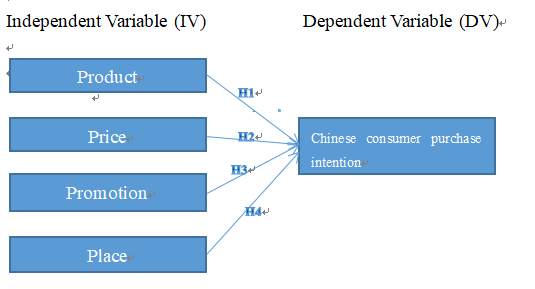 Independent Variable (IV)
Dependent Variable (DV)
Product
H1
Price
H2
Chinese consumer purchase
intention
H3
Promotion
H4
Place